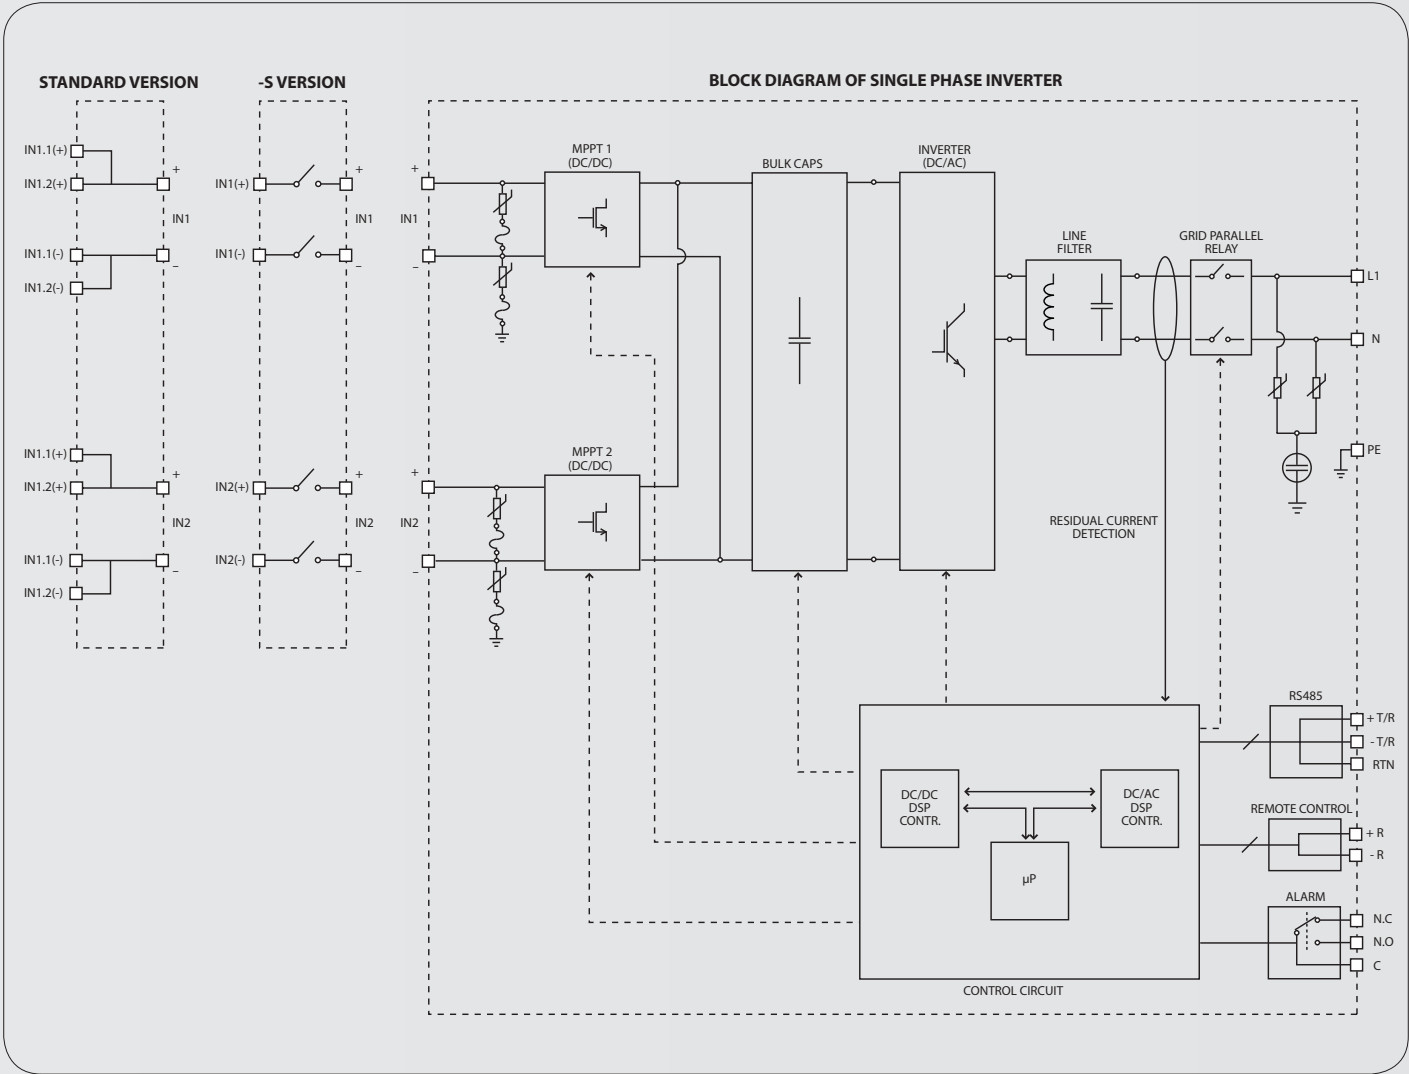 STANDARD VERSION
-S VERSION
BLOCK DIAGRAM OF SINGLE PHASE INVERTER
IN1.1(+)
IN1.2(+)
+
IN1
IN1.1(-)
IN1.2(-)
–
IN1.1(+)
IN1.2(+)
+
IN2
IN1.1(-)
IN1.2(-)
–
IN1(+)
+
IN1
IN1(-)
–
IN2(+)
+
IN2
IN2(-)
–
+
IN1
–
+
IN2
–
MPPT 1
(DC/DC)
MPPT 2
(DC/DC)
BULK CAPS
INVERTER
(DC/AC)
LINE
FILTER
GRID PARALLEL
RELAY
L1
N
PE
RESIDUAL CURRENT
DETECTION
RS485
+ T/R
- T/R
RTN
REMOTE CONTROL
+ R
- R
ALARM
N.C
N.O
C
DC/DC
DSP
CONTR.
DC/AC
DSP
CONTR.
µP
CONTROL CIRCUIT